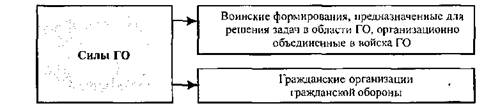 Силы ГО
Воинские формирования, предназначенные для
решения задач в области ГО, организационно
объединенные в войска ГО
Гражданские организации
гражданской обороны